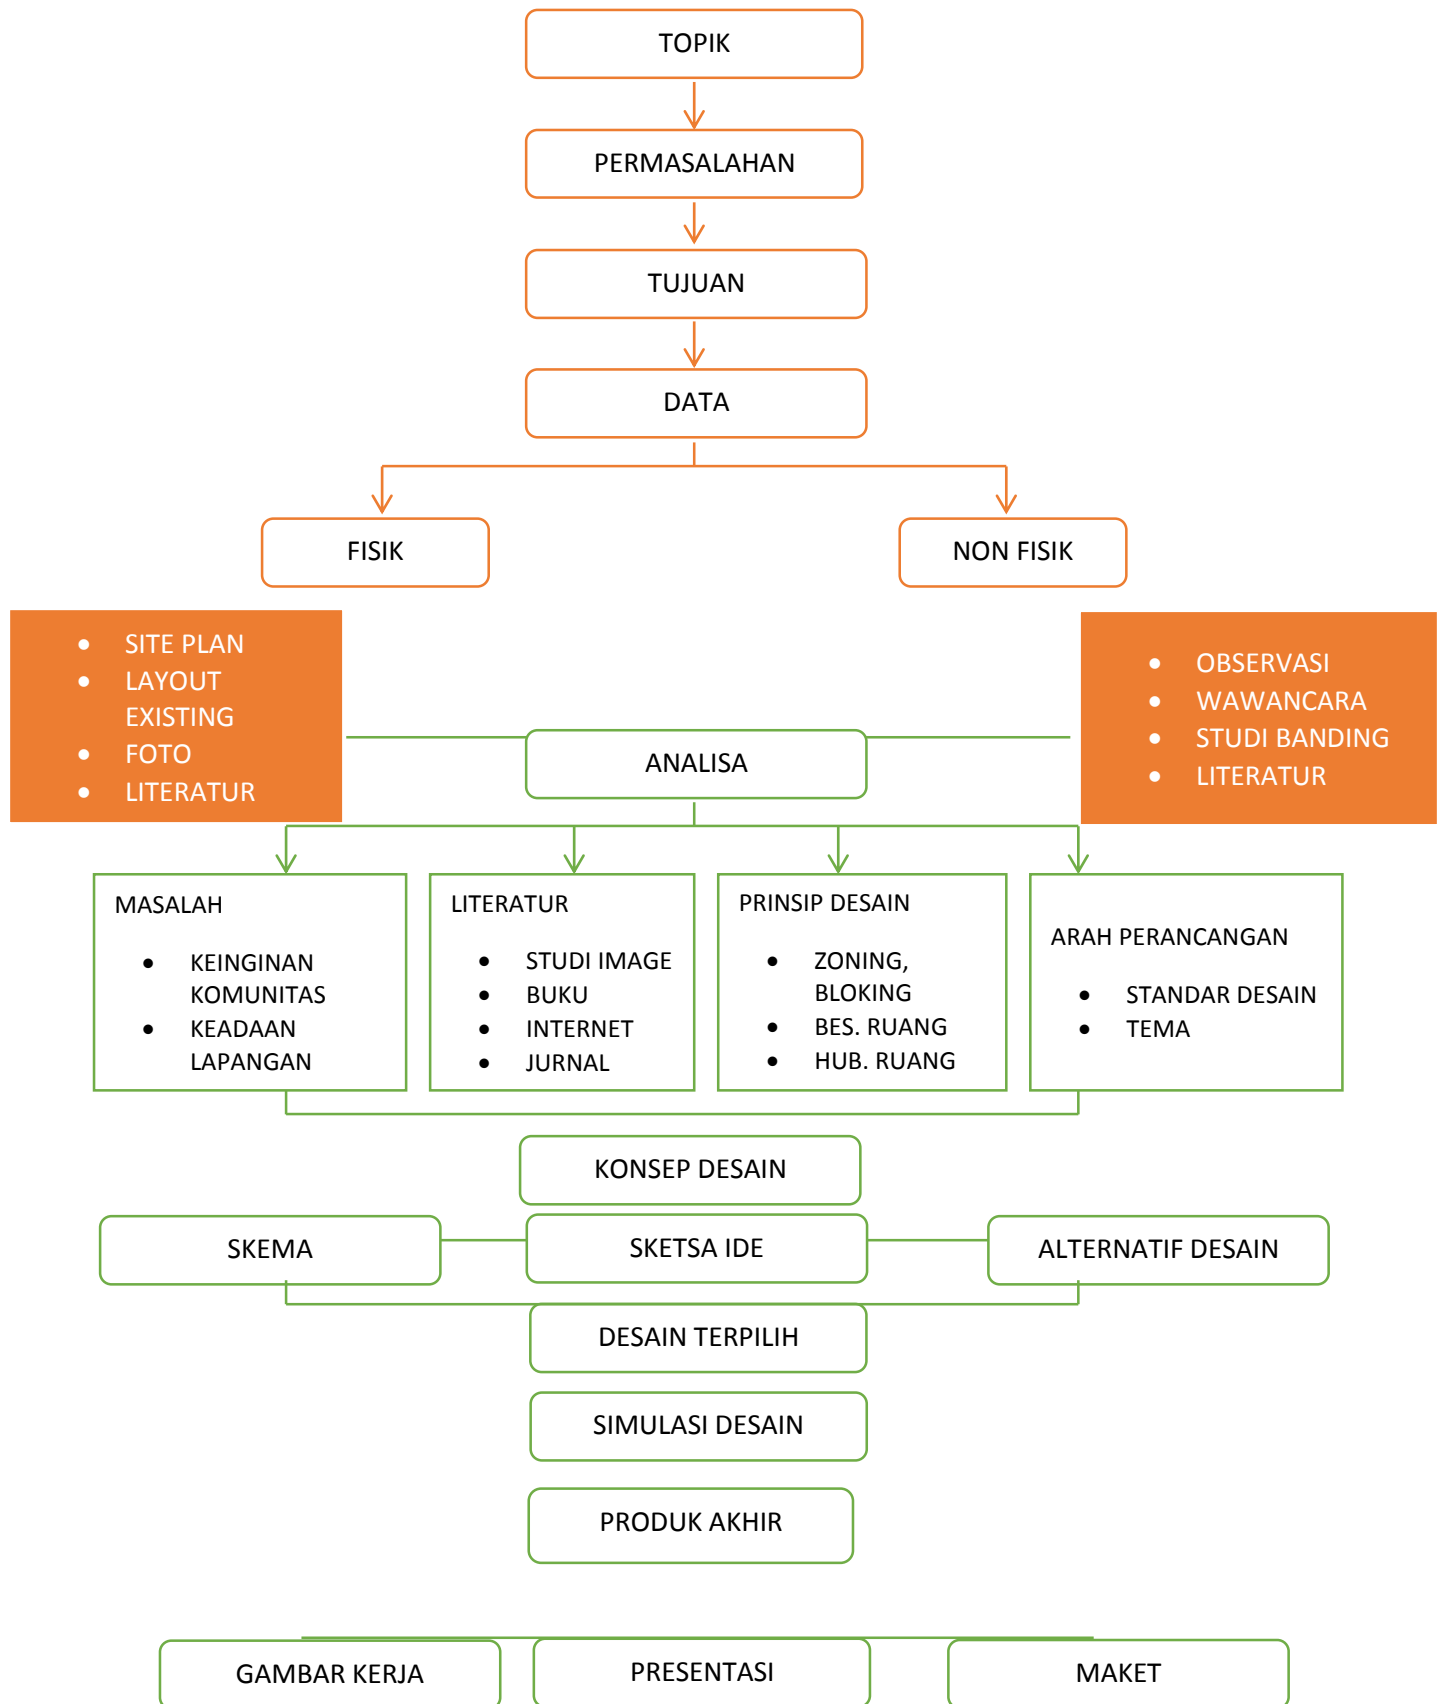 TOPIK
PERMASALAHAN
TUJUAN
DATA
FISIK
NON FISIK
• SITE PLAN
• LAYOUT
EXISTING
• FOTO
• LITERATUR
• OBSERVASI
• WAWANCARA
• STUDI BANDING
• LITERATUR
ANALISA
MASALAH
• KEINGINAN
KOMUNITAS
• KEADAAN
LAPANGAN
LITERATUR
• STUDI IMAGE
• BUKU
• INTERNET
• JURNAL
PRINSIP DESAIN
• ZONING,
BLOKING
• BES. RUANG
• HUB. RUANG
ARAH PERANCANGAN
• STANDAR DESAIN
• TEMA
KONSEP DESAIN
SKEMA
SKETSA IDE
ALTERNATIF DESAIN
DESAIN TERPILIH
SIMULASI DESAIN
PRODUK AKHIR
GAMBAR KERJA
PRESENTASI
MAKET